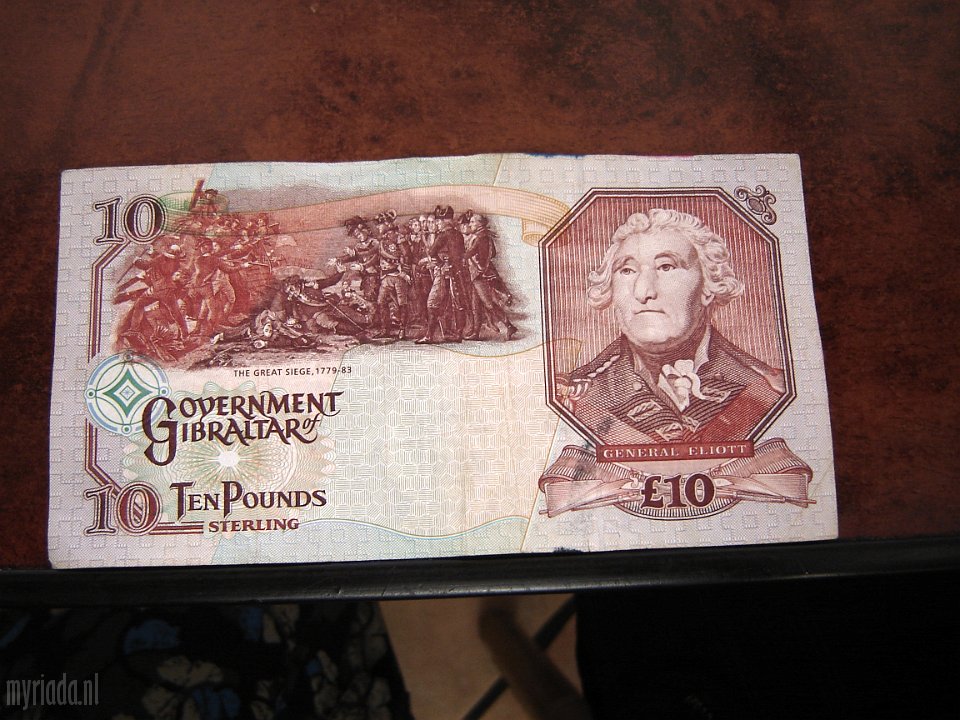 10
THE GREAT SIEGE, 1779-83
GOVERNMENT of
GIBRALTAR
10 TEN POUNDS
STERLING
GENERAL ELIOTT
£10
myriada.nl